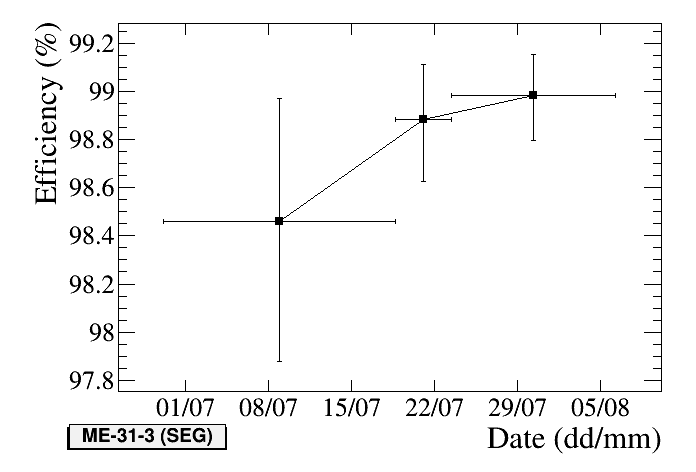 Efficiency (%)
99.2
99
98.8
98.6
98.4
98.2
98
97.8
01/07 08/07 15/07 22/07 29/07 05/08
ME-31-3 (SEG)
Date (dd/mm)